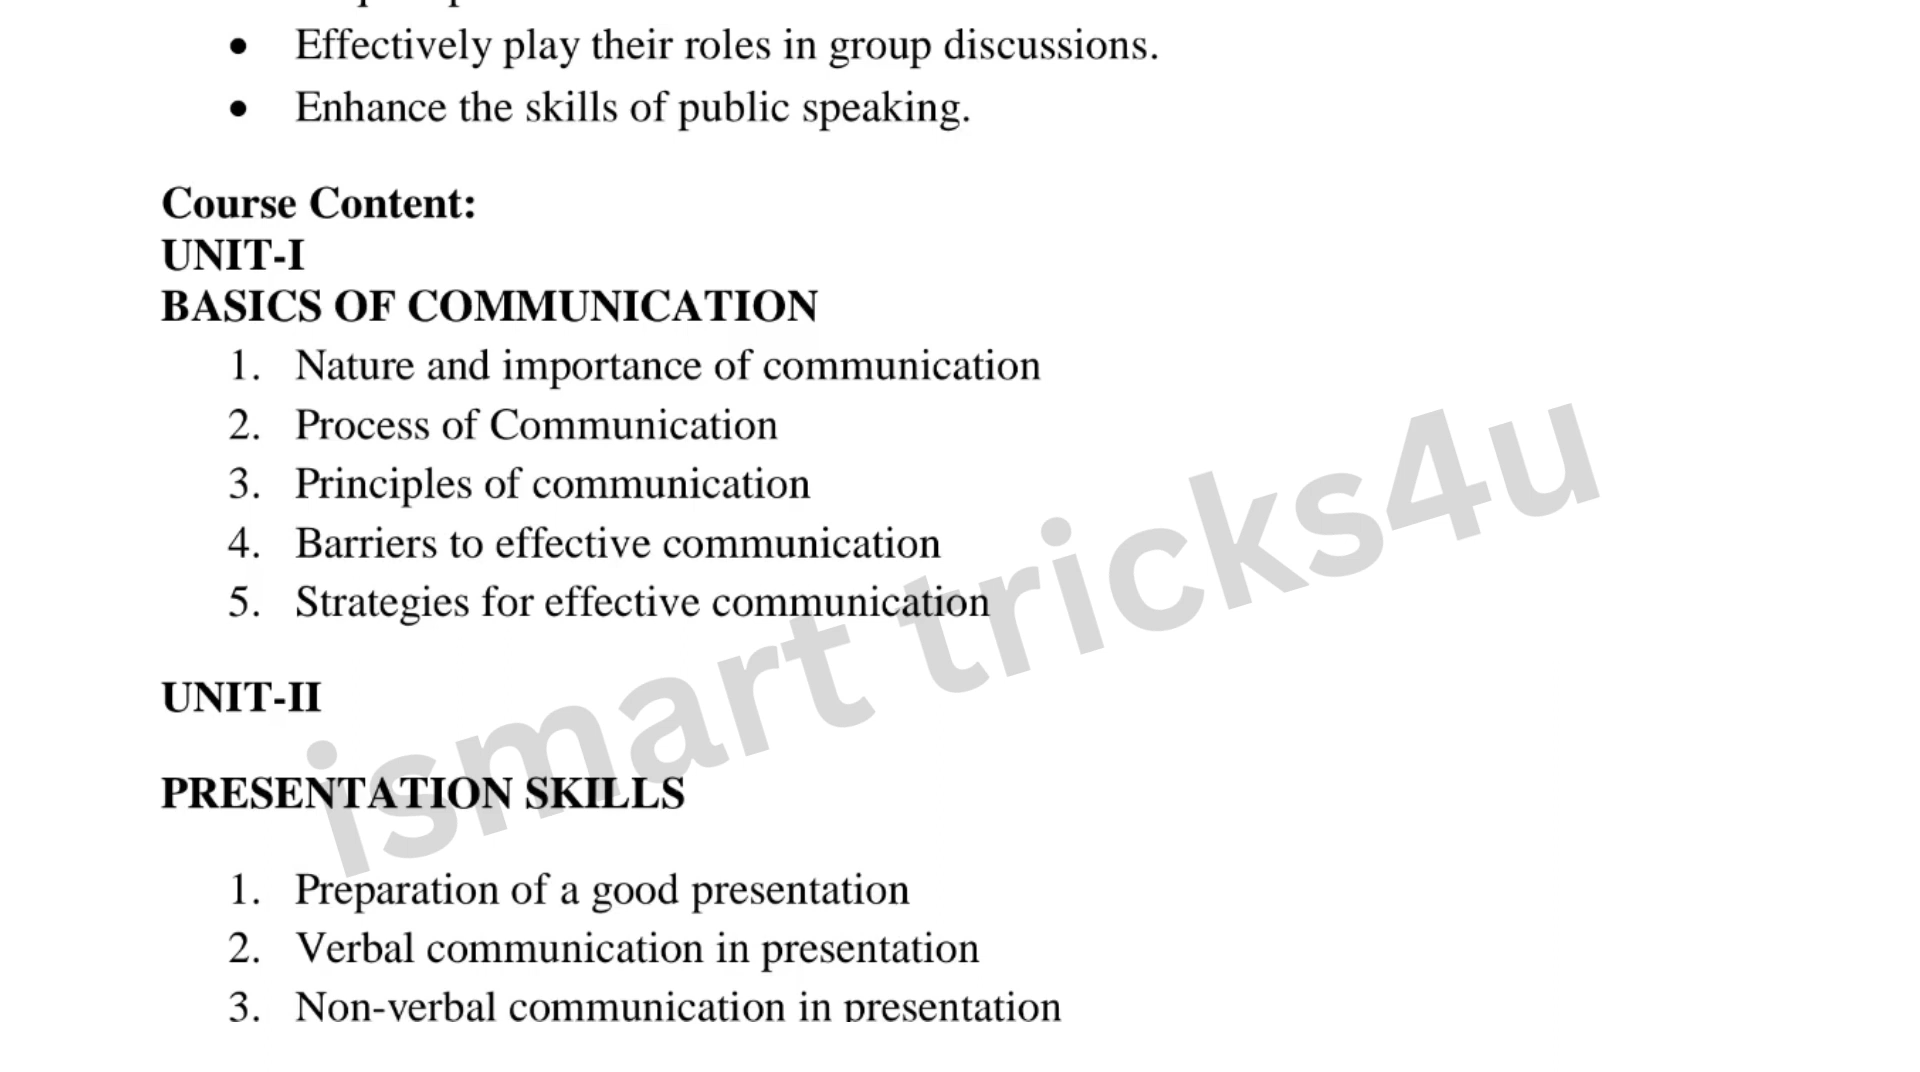 • Effectively play their roles in group discussions.
• Enhance the skills of public speaking.
Course Content:
UNIT-I
BASICS OF COMMUNICATION
1. Nature and importance of communication
2. Process of Communication
3. Principles of communication
4. Barriers to effective communication
5. Strategies for effective communication
ismart tricks4u
UNIT-II
PRESENTATION SKILLS
1. Preparation of a good presentation
2. Verbal communication in presentation
3. Non-verbal communication in presentation